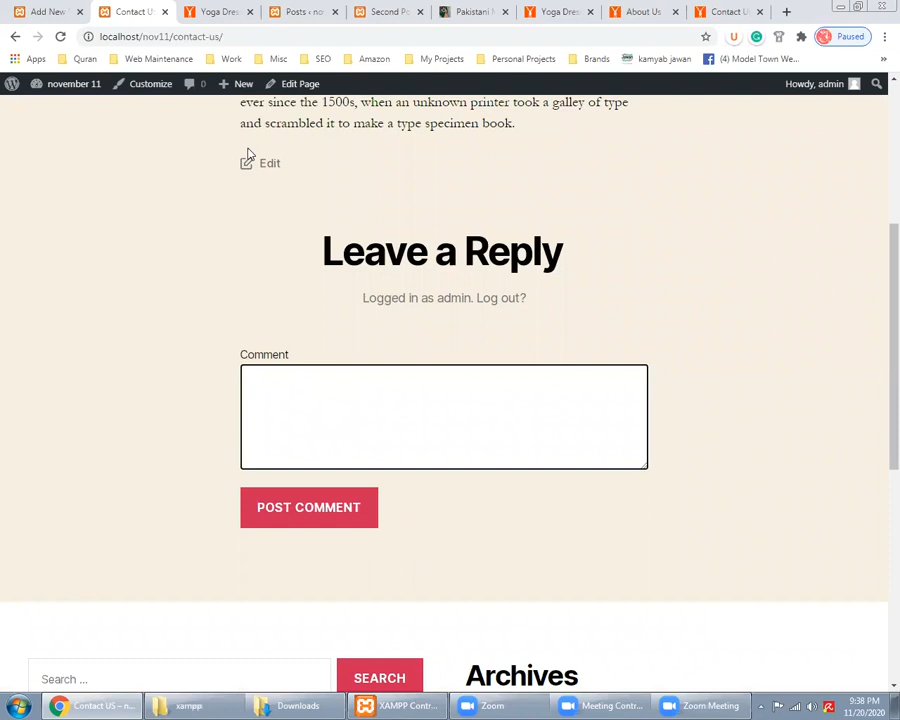 Add New
Contact U
Yoga Dres
Posts ‹ no
Second Po
Pakistani
Yoga Dres
About Us
Contact U
localhost/nov11/contact-us/
Paused
Apps
Quran
Web Maintenance
Work
Misc
SEO
Amazon
My Projects
Personal Projects
Brands
kamyab jawan
(4) Model Town We...
november 11
Customize
0
New
Edit Page
Howdy, admin
ever since the 1500s, when an unknown printer took a galley of type
and scrambled it to make a type specimen book.
Edit
Leave a Reply
Logged in as admin. Log out?
Comment
POST COMMENT
Search …
SEARCH
Archives
Contact US – n...
xampp
Downloads
XAMPP Contr...
Zoom
Meeting Contr...
Zoom Meeting
9:38 PM
11/20/2020